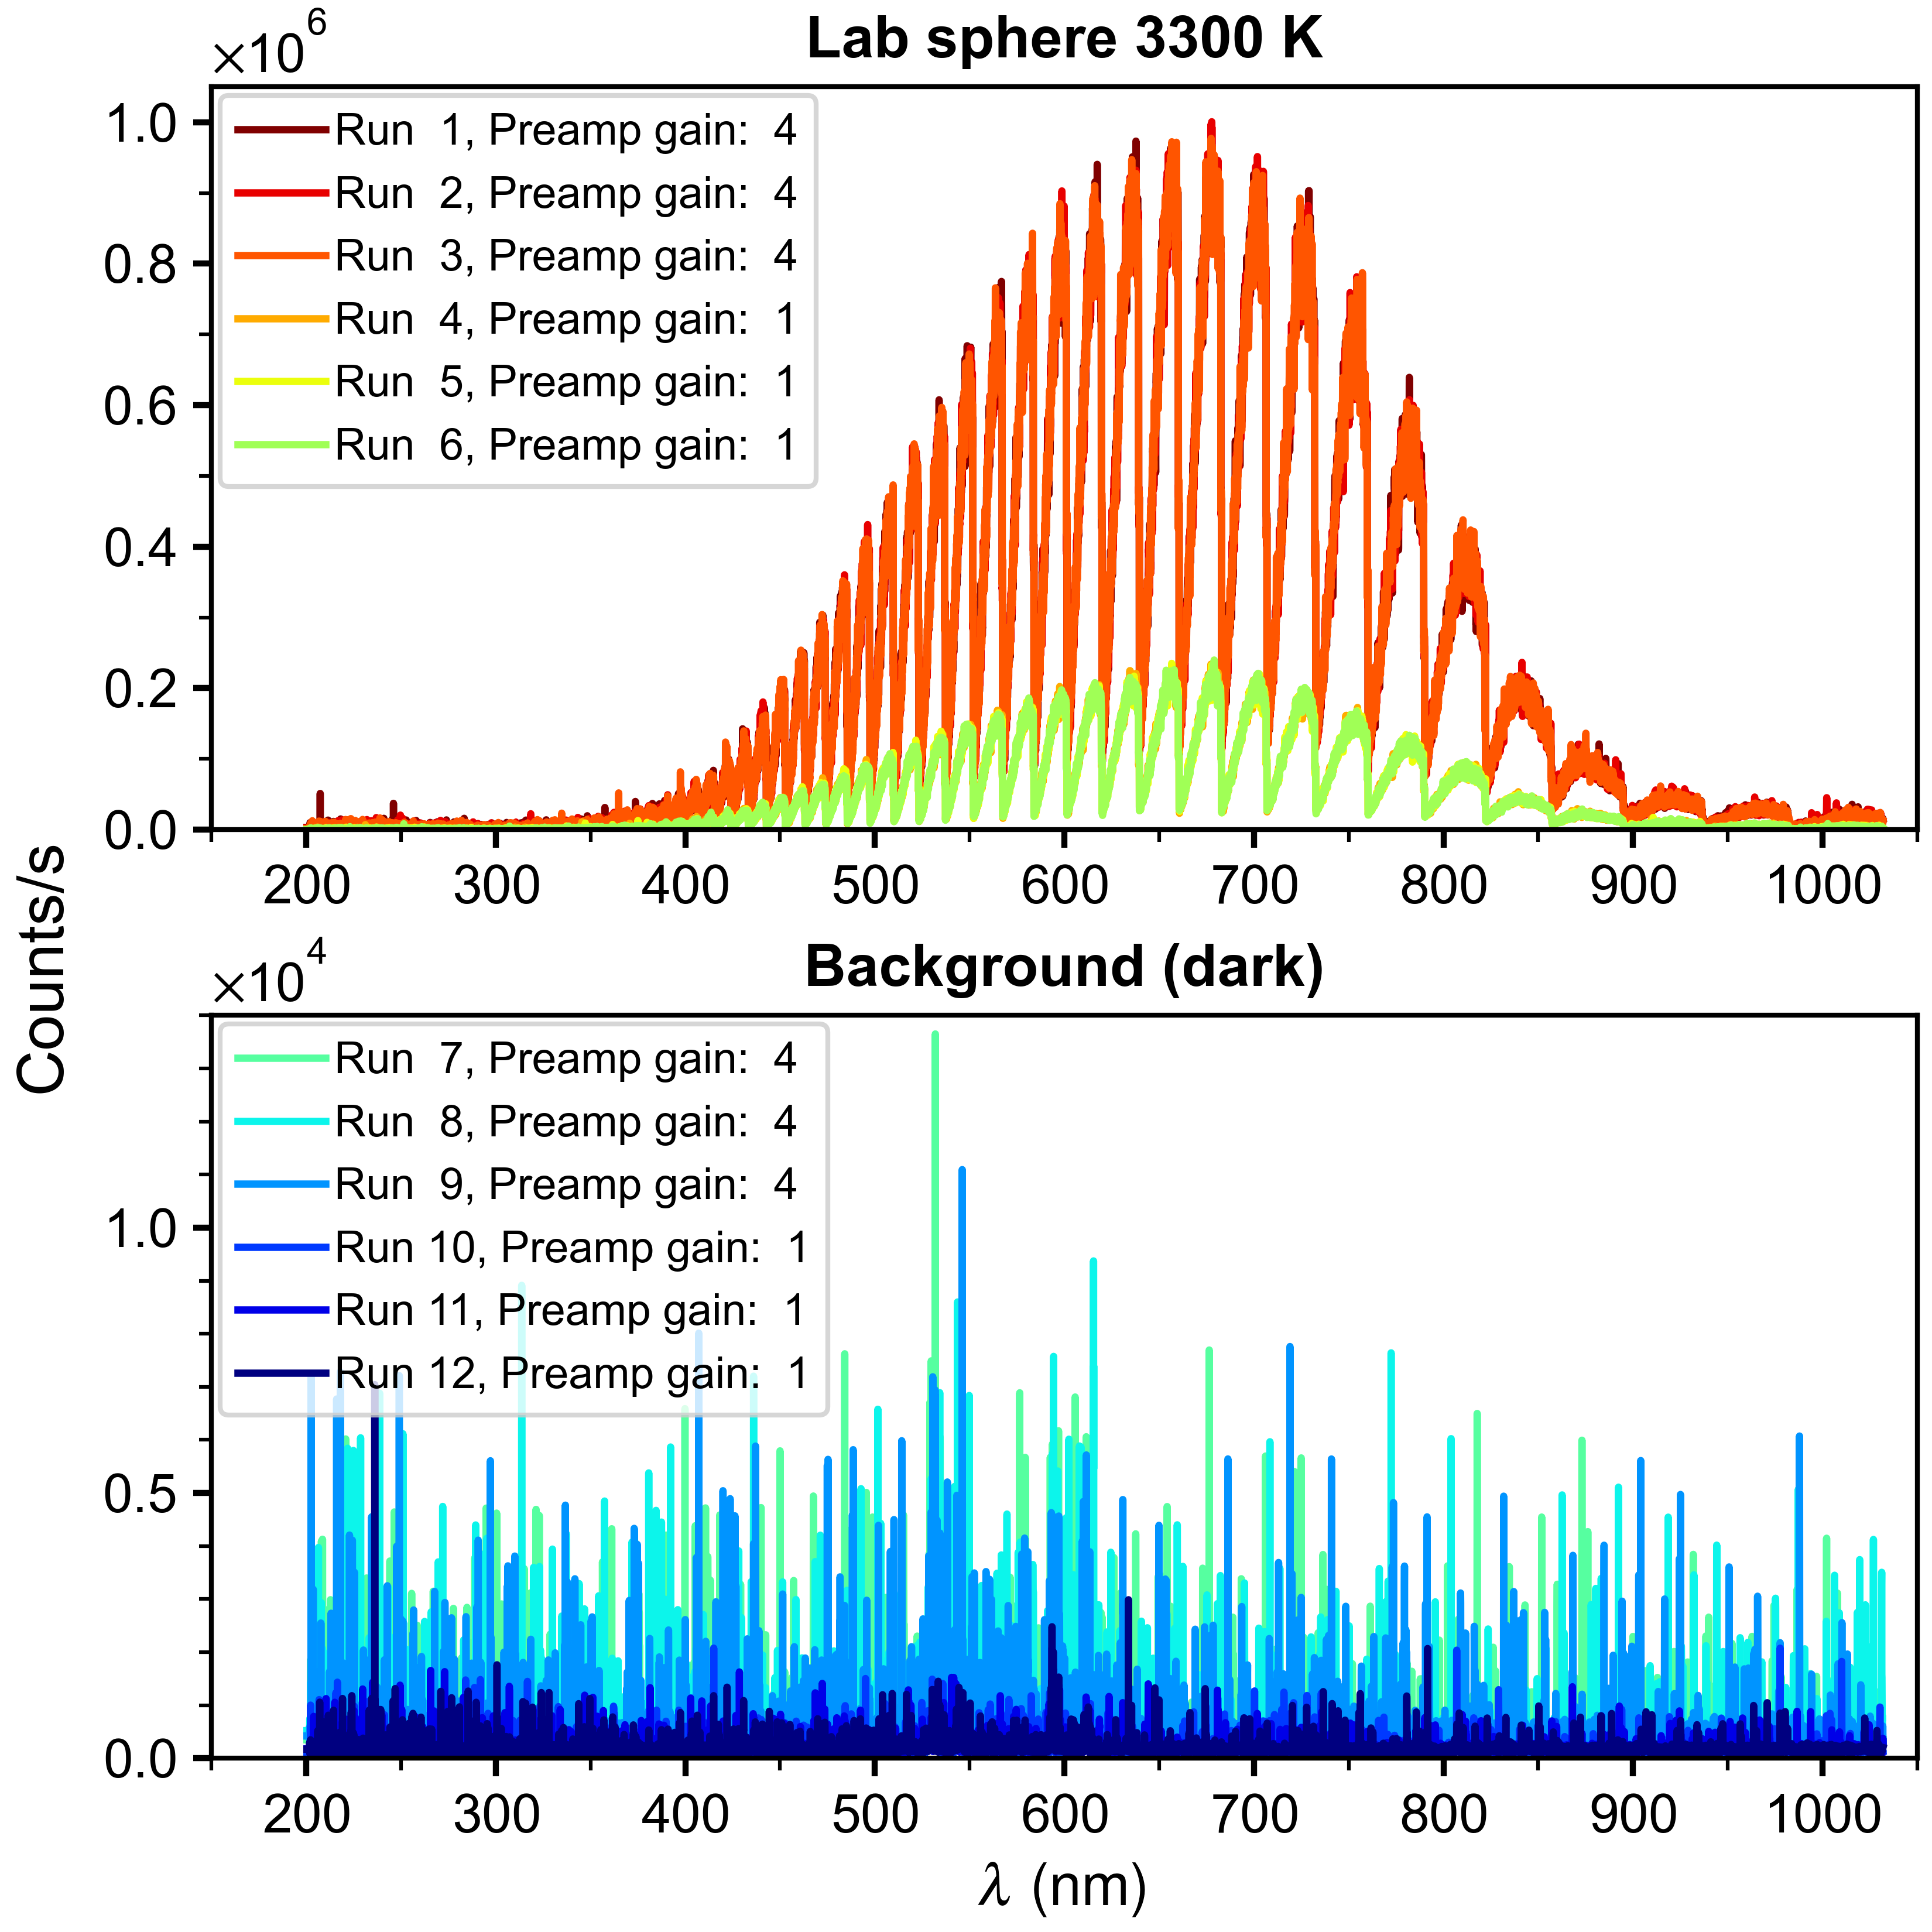 ×10⁶
Lab sphere 3300 K
1.0
0.8
0.6
0.4
0.2
0.0
Run 1, Preamp gain: 4
Run 2, Preamp gain: 4
Run 3, Preamp gain: 4
Run 4, Preamp gain: 1
Run 5, Preamp gain: 1
Run 6, Preamp gain: 1
200 300 400 500 600 700 800 900 1000
Counts/s
×10⁴
Background (dark)
1.0
0.5
0.0
Run 7, Preamp gain: 4
Run 8, Preamp gain: 4
Run 9, Preamp gain: 4
Run 10, Preamp gain: 1
Run 11, Preamp gain: 1
Run 12, Preamp gain: 1
200 300 400 500 600 700 800 900 1000
λ (nm)